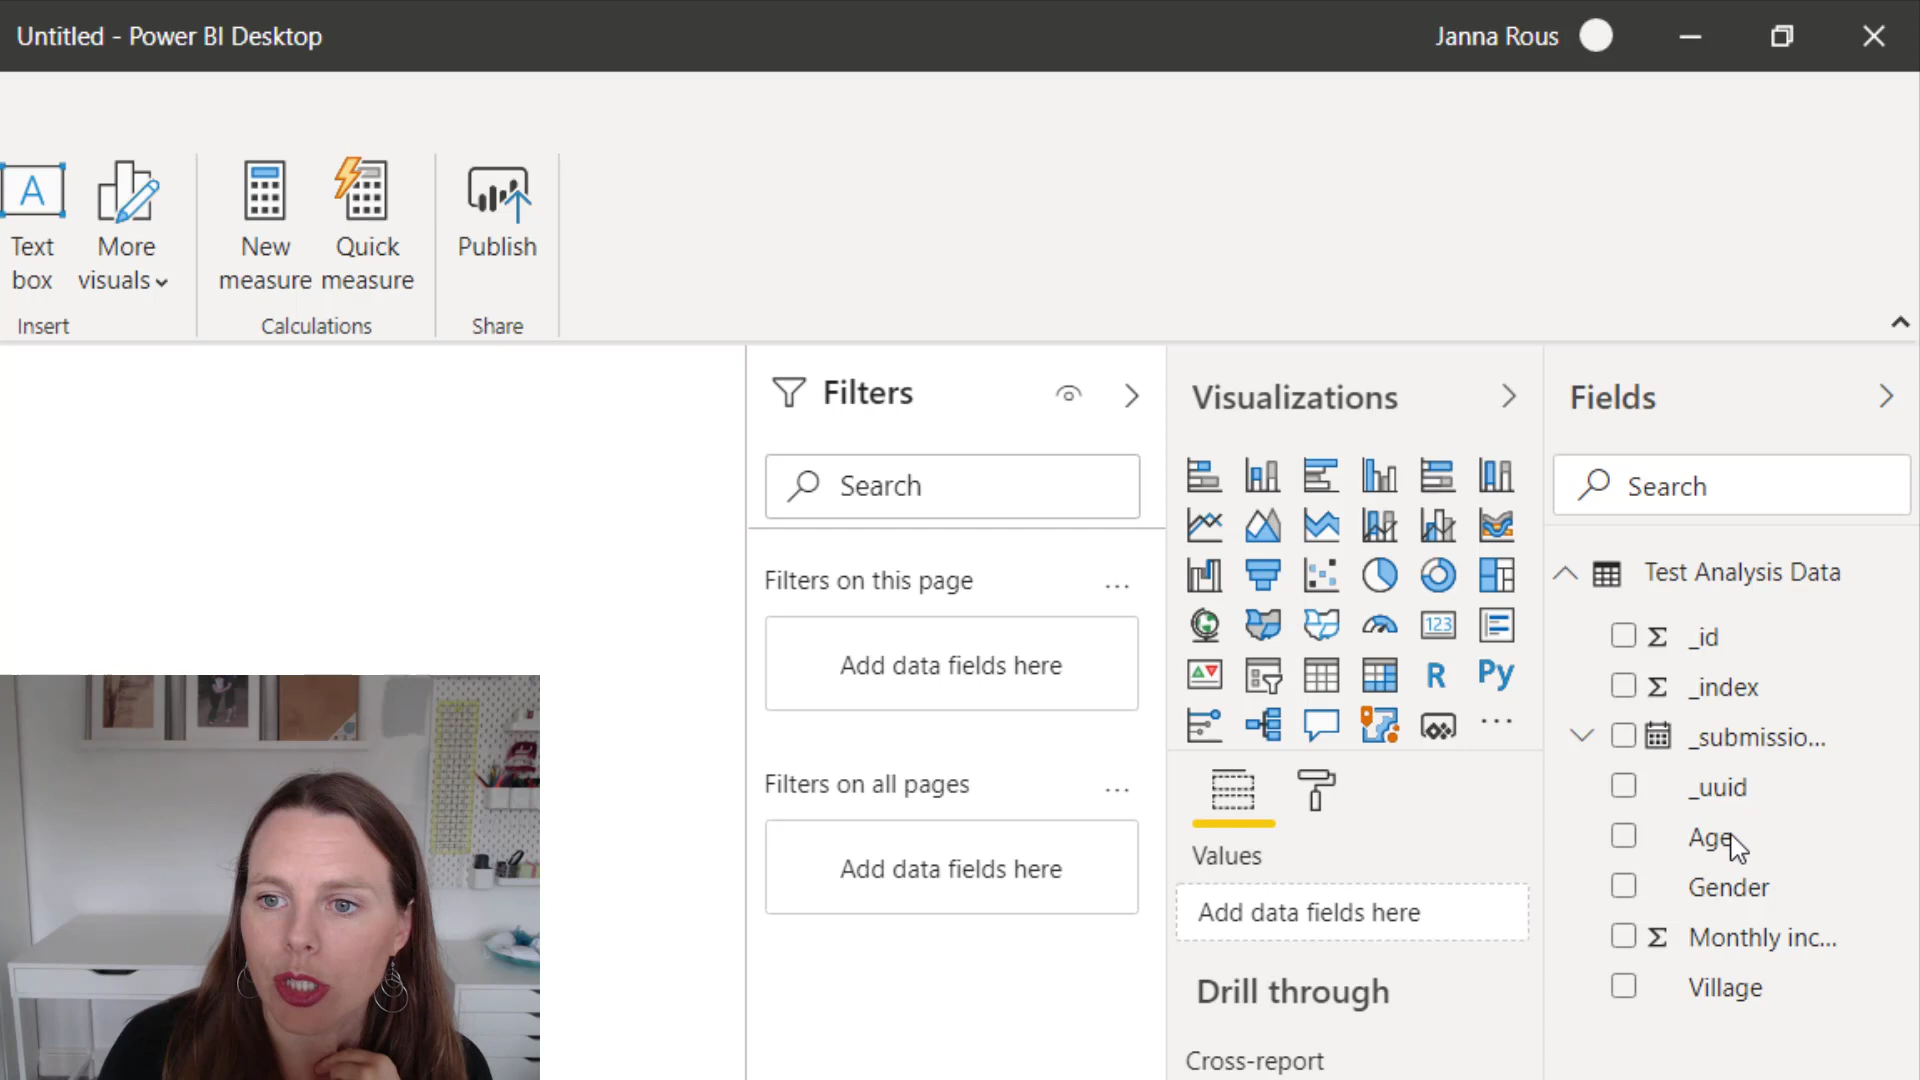 Untitled - Power BI Desktop
Janna Rous
A
Text
box
More
visuals
New
measure
Quick
measure
Publish
Insert
Calculations
Share
Filters
Search
Filters on this page
...
Add data fields here
Filters on all pages
...
Add data fields here
Visualizations
123
R
Py
...
Values
Add data fields here
Drill through
Cross-report
Fields
Search
Test Analysis Data
Σ _id
Σ _index
_submissio...
_uuid
Age
Gender
Σ Monthly inc...
Village